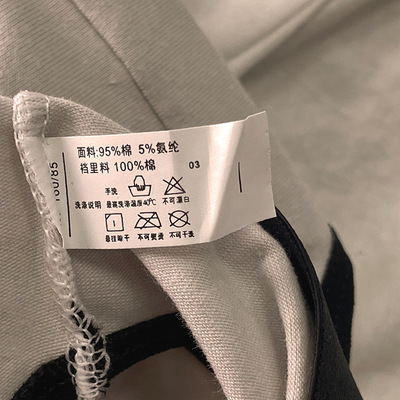 160/85
面料:95%棉 5%氨纶
裆里料 100%棉
03
手洗
洗涤说明 最高洗涤温度40℃ 不可漂白
悬挂晾干 不可熨烫 不可干洗